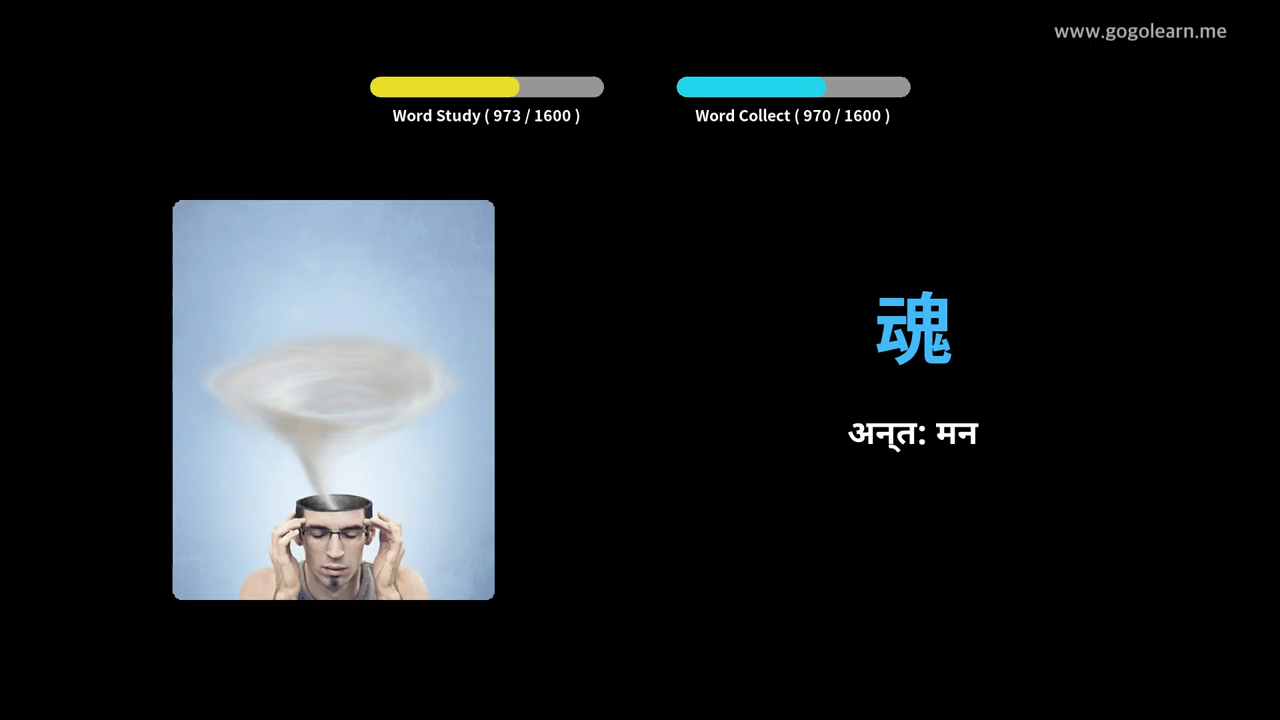 www.gogolearn.me
Word Study ( 973 / 1600 )
Word Collect ( 970 / 1600 )
魂
अन्त: मन